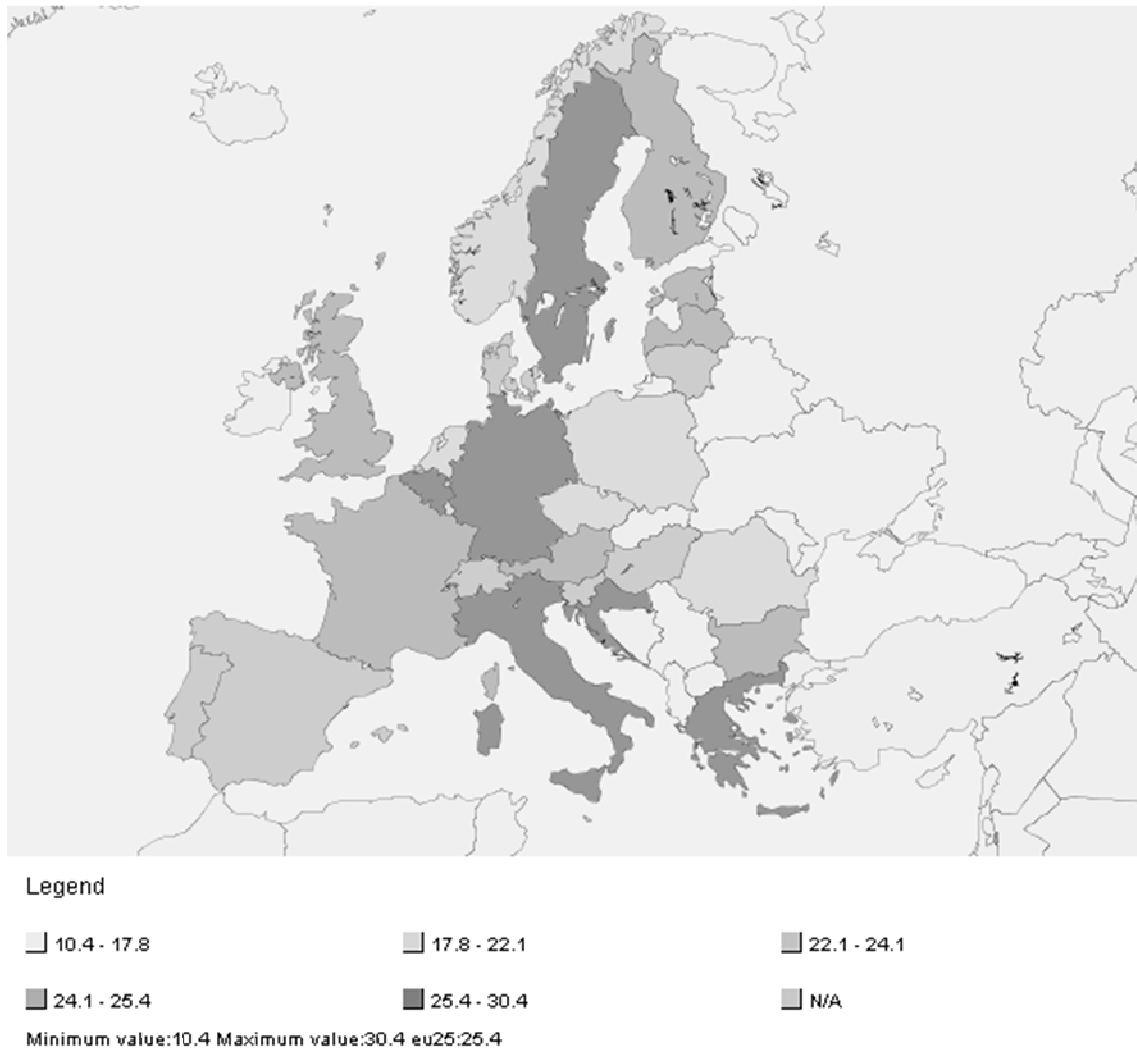 Legend
10.4 - 17.8 17.8 - 22.1 22.1 - 24.1
24.1 - 25.4 25.4 - 30.4 N/A
Minimum value:10.4 Maximum value:30.4 eu25:25.4